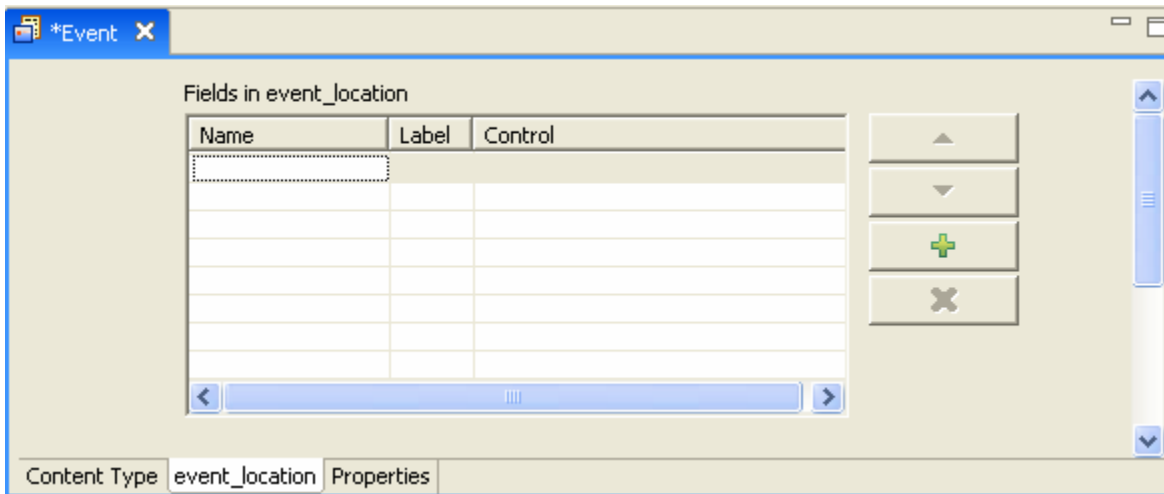 *Event
Fields in event_location
Name Label Control
Content Type event_location Properties